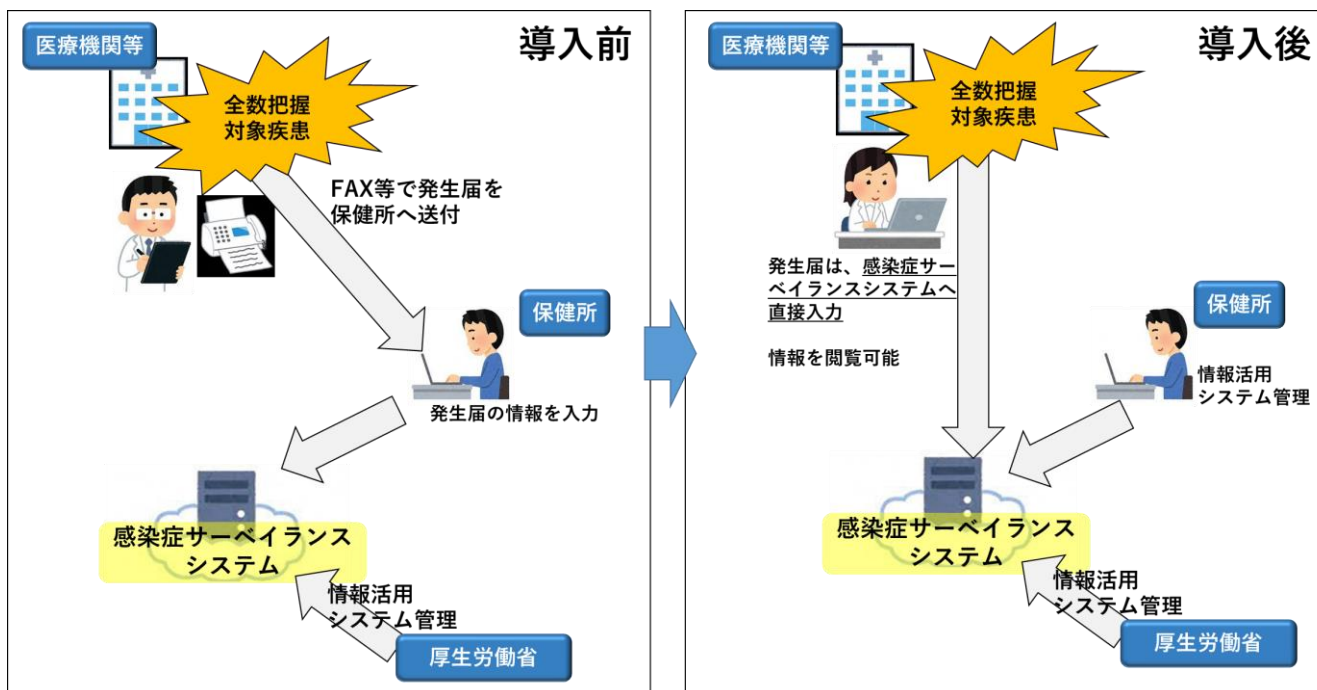 導入前
医療機関等
全数把握
対象疾患
FAX等で発生届を
保健所へ送付
保健所
発生届の情報を入力
感染症サーベイランス
システム
情報活用
システム管理
厚生労働省
導入後
医療機関等
全数把握
対象疾患
発生届は、感染症サー
ベイランスシステムへ
直接入力
情報を閲覧可能
保健所
情報活用
システム管理
感染症サーベイランス
システム
情報活用
システム管理
厚生労働省